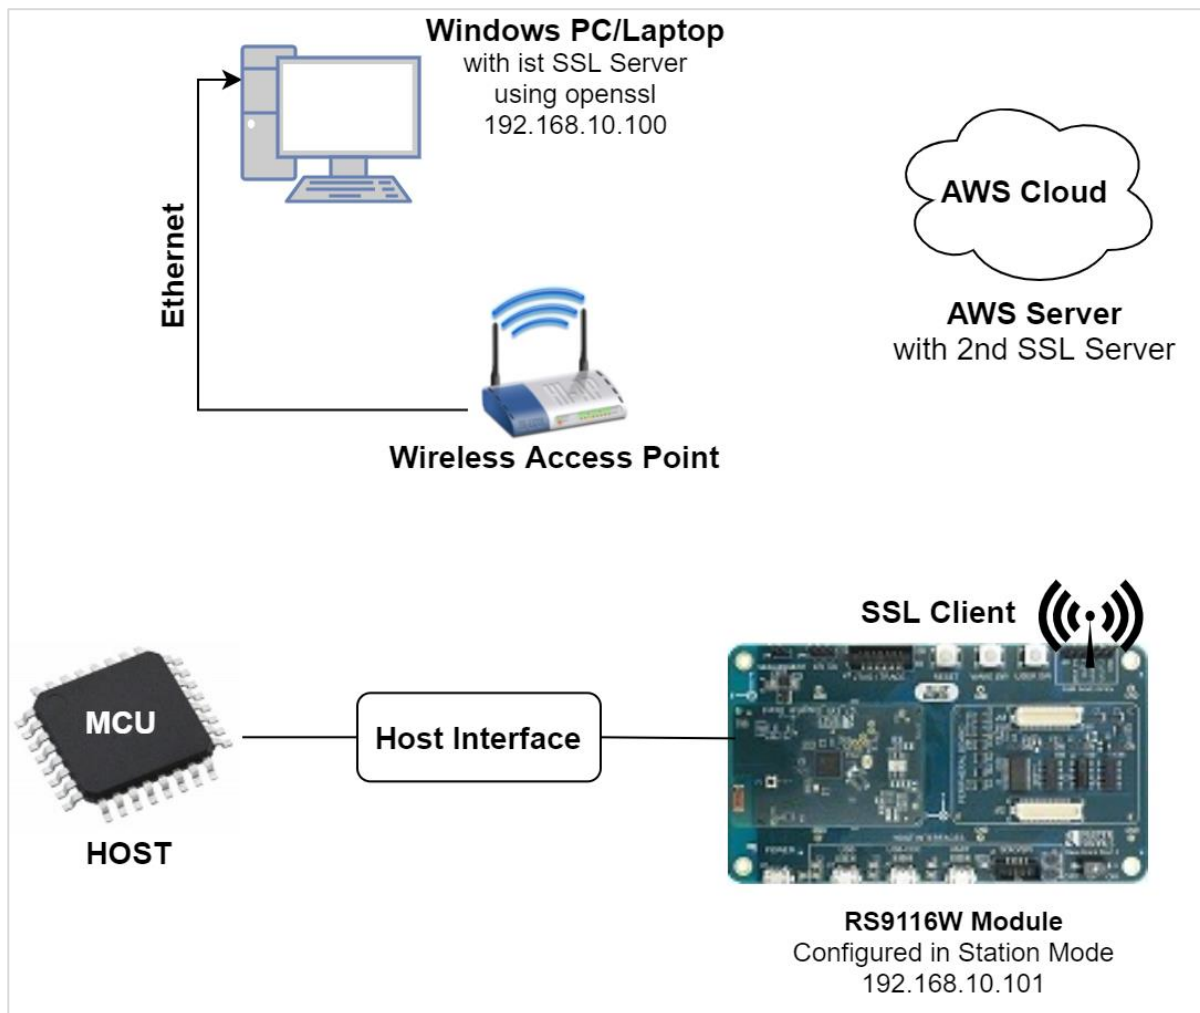 Windows PC/Laptop
with ist SSL Server
using openssl
192.168.10.100
AWS Cloud
AWS Server
with 2nd SSL Server
Ethernet
Wireless Access Point
SSL Client
MCU
Host Interface
HOST
RESET
POWER
RS9116W Module
Configured in Station Mode
192.168.10.101